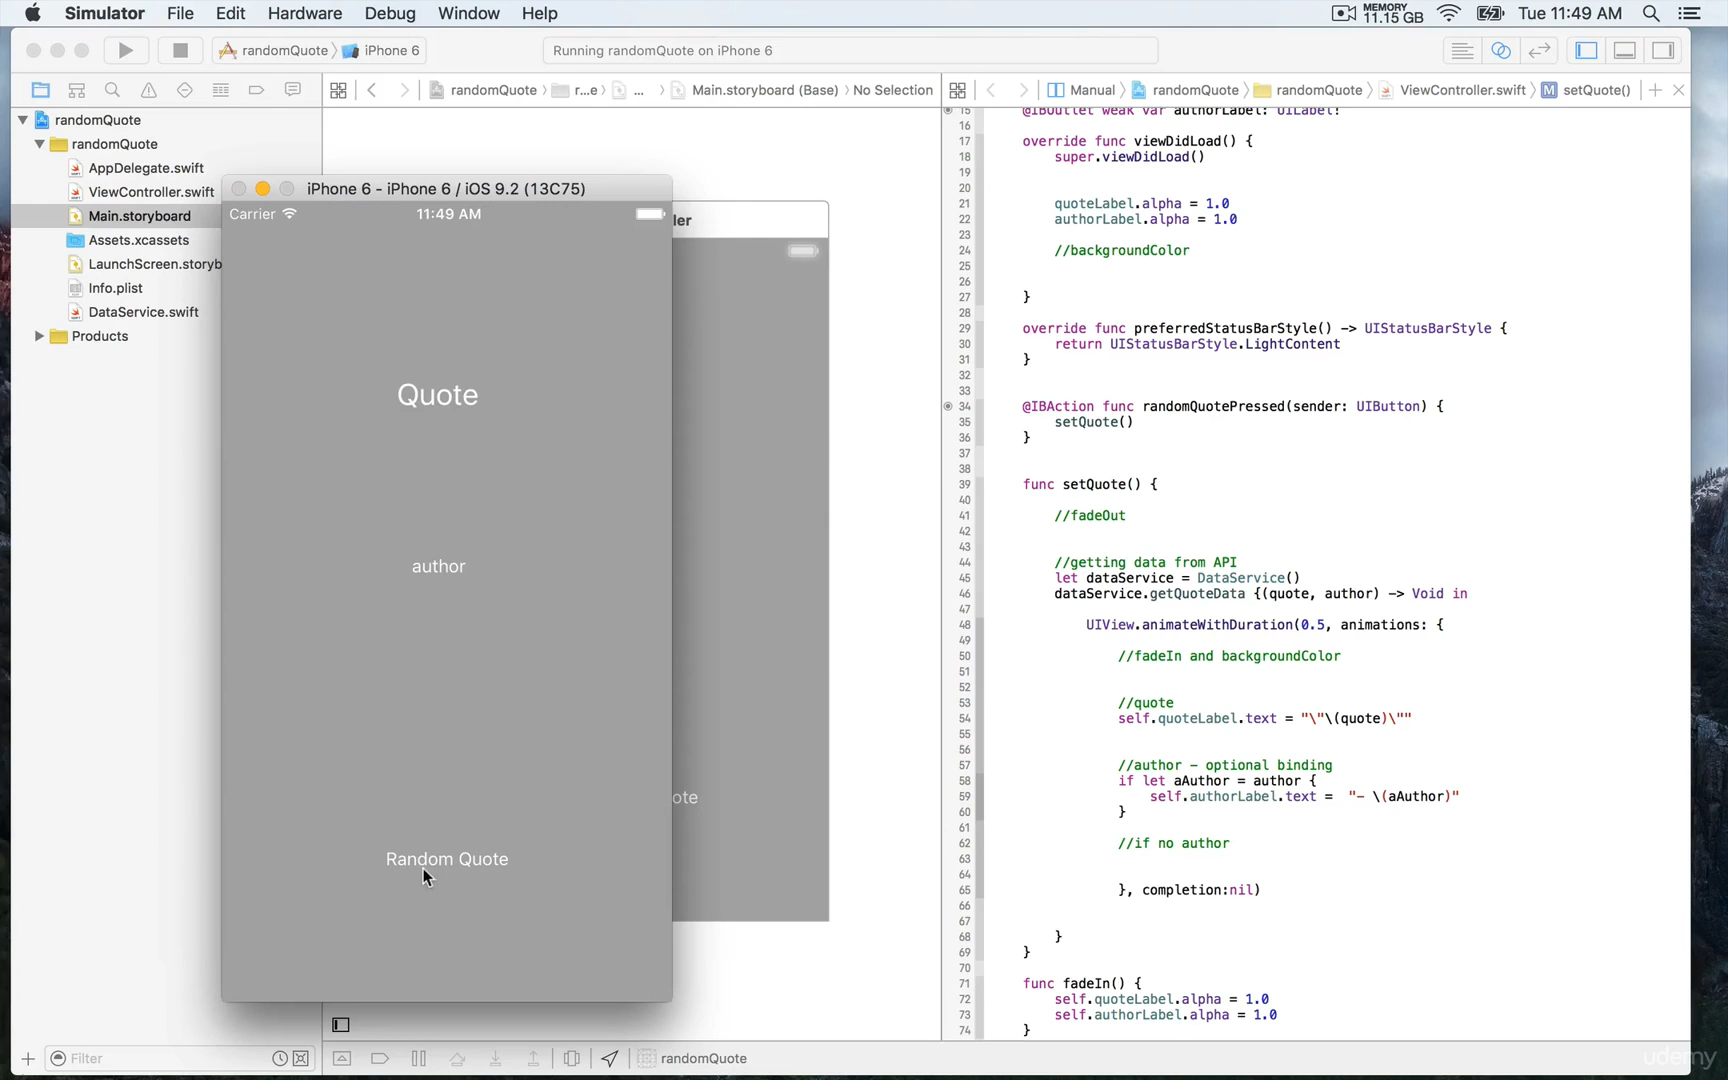 Simulator File Edit Hardware Debug Window Help MEMORY 11.15 GB Tue 11:49 AM
randomQuote iPhone 6 Running randomQuote on iPhone 6
randomQuote r...e ... Main.storyboard (Base) No Selection
Manual randomQuote randomQuote ViewController.swift M setQuote()
randomQuote
randomQuote
AppDelegate.swift
ViewController.swift
Main.storyboard
Assets.xcassets
LaunchScreen.storyb
Info.plist
DataService.swift
Products
Filter
iPhone 6 - iPhone 6 / iOS 9.2 (13C75)
Carrier 11:49 AM
Quote
author
Random Quote
ler
ote
randomQuote
15 @IBOutlet weak var authorLabel: UILabel!
16
17 override func viewDidLoad() {
18 super.viewDidLoad()
19
20
21 quoteLabel.alpha = 1.0
22 authorLabel.alpha = 1.0
23
24 //backgroundColor
25
26
27 }
28
29 override func preferredStatusBarStyle() -> UIStatusBarStyle {
30 return UIStatusBarStyle.LightContent
31 }
32
33
34 @IBAction func randomQuotePressed(sender: UIButton) {
35 setQuote()
36 }
37
38
39 func setQuote() {
40
41 //fadeOut
42
43
44 //getting data from API
45 let dataService = DataService()
46 dataService.getQuoteData {(quote, author) -> Void in
47
48 UIView.animateWithDuration(0.5, animations: {
49
50 //fadeIn and backgroundColor
51
52
53 //quote
54 self.quoteLabel.text = "\"\(quote)\""
55
56
57 //author - optional binding
58 if let aAuthor = author {
59 self.authorLabel.text = "- \(aAuthor)"
60 }
61
62 //if no author
63
64
65 }, completion:nil)
66
67
68 }
69 }
70
71 func fadeIn() {
72 self.quoteLabel.alpha = 1.0
73 self.authorLabel.alpha = 1.0
74 }
udemy